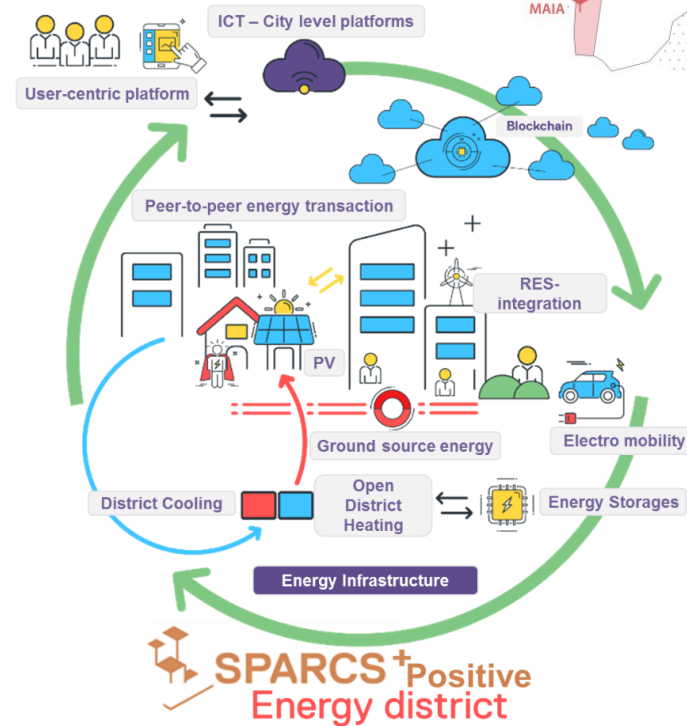 MAIA
ICT – City level platforms
User-centric platform
Blockchain
Peer-to-peer energy transaction
RES-
integration
PV
Ground source energy
Electro mobility
District Cooling
Open
District
Heating
Energy Storages
Energy Infrastructure
SPARCS + Positive
Energy district